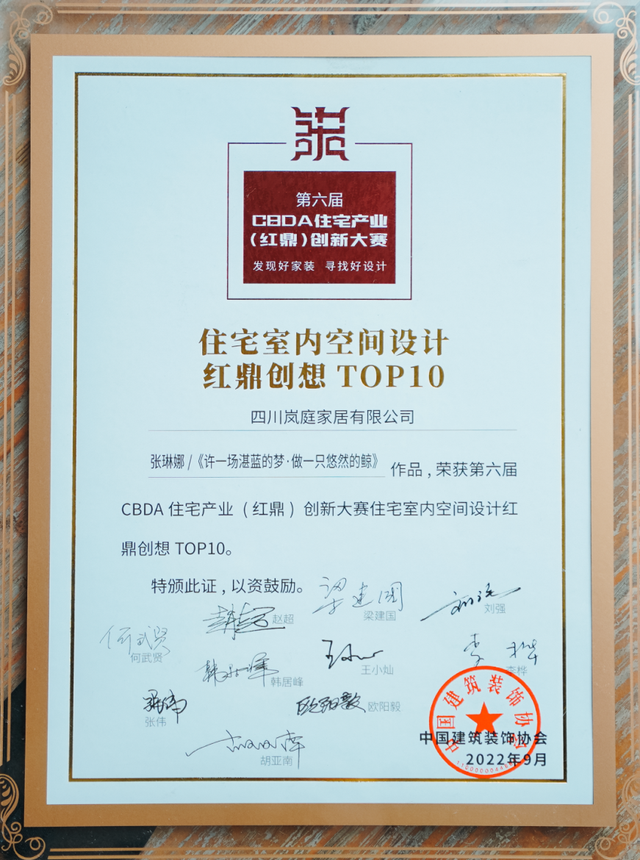 第六届
CBDA住宅产业
（红鼎）创新大赛
发现好家装 寻找好设计
住宅室内空间设计
红鼎创想 TOP10
四川岚庭家居有限公司
张琳娜 /《许一场湛蓝的梦·做一只悠然的鲸》 作品，荣获第六届
CBDA 住宅产业（红鼎）创新大赛住宅室内空间设计红
鼎创想 TOP10。
特颁此证，以资鼓励。
梁建国
刘强
赵超
何武贤
王小灿
李桦
韩居峰
张伟
欧阳毅
胡亚南
中国建筑装饰协会
中国建筑装饰协会
2022年9月